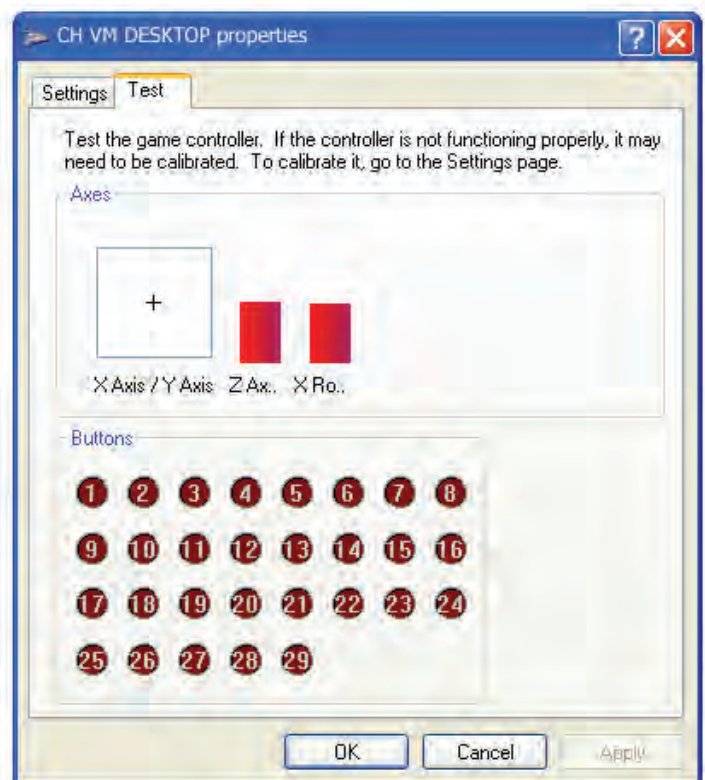 CH VM DESKTOP properties
Settings Test
Test the game controller. If the controller is not functioning properly, it may
need to be calibrated. To calibrate it, go to the Settings page.
Axes
X Axis / Y Axis Z Ax.. X Ro..
Buttons
1 2 3 4 5 6 7 8
9 10 11 12 13 14 15 16
17 18 19 20 21 22 23 24
25 26 27 28 29
OK Cancel Apply